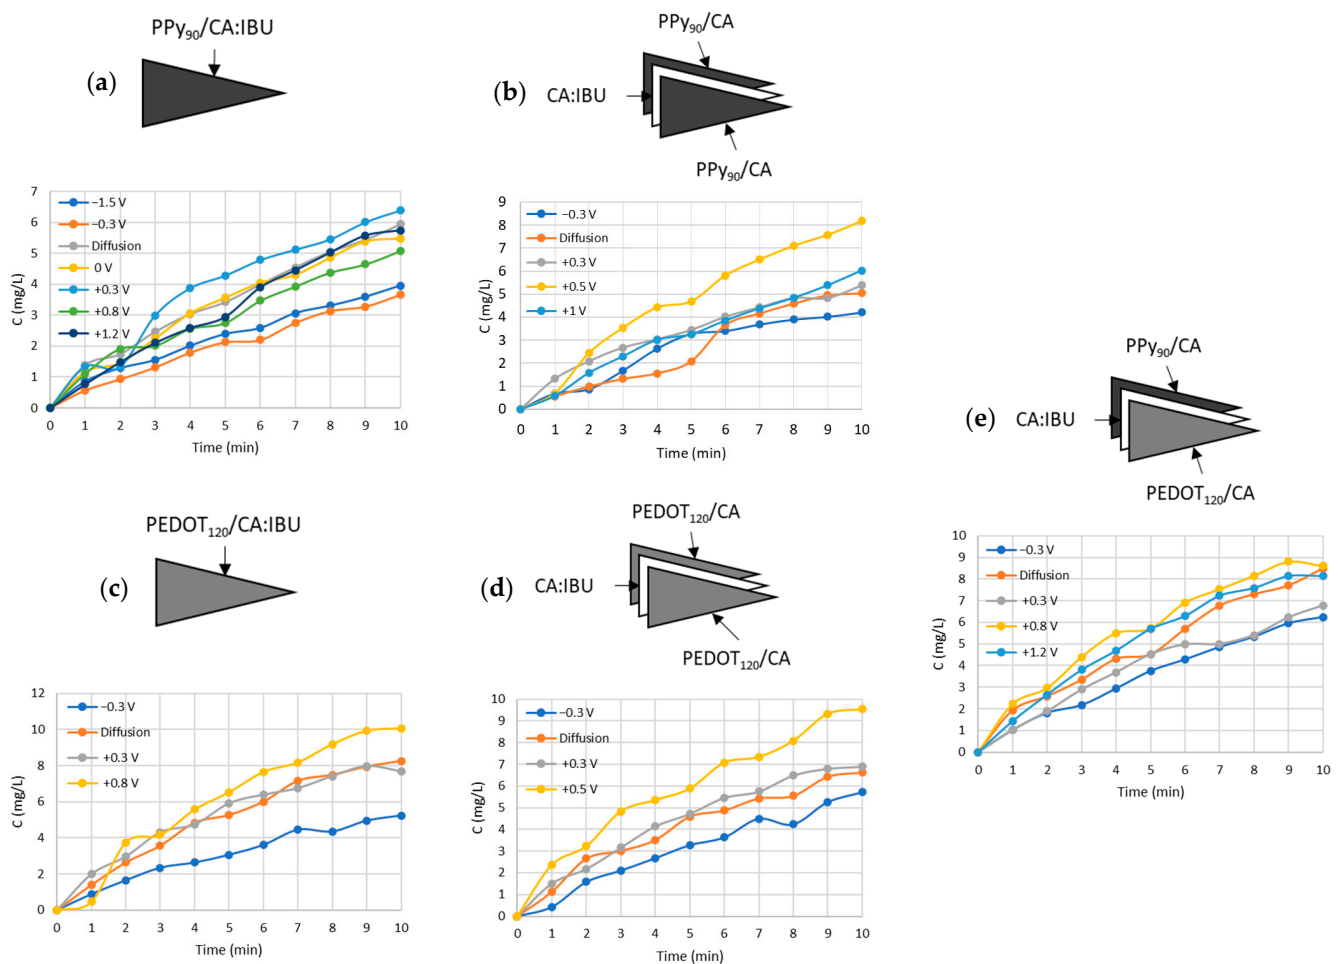 (a)
PPy90/CA:IBU
7
6
5
4
3
2
1
0
C (mg/L)
−1.5 V
−0.3 V
Diffusion
0 V
+0.3 V
+0.8 V
+1.2 V
0 1 2 3 4 5 6 7 8 9 10
Time (min)
(b)
PPy90/CA
CA:IBU
PPy90/CA
9
8
7
6
5
4
3
2
1
0
C (mg/L)
−0.3 V
Diffusion
+0.3 V
+0.5 V
+1 V
0 1 2 3 4 5 6 7 8 9 10
Time (min)
(c)
PEDOT120/CA:IBU
12
10
8
6
4
2
0
C (mg/L)
−0.3 V
Diffusion
+0.3 V
+0.8 V
0 1 2 3 4 5 6 7 8 9 10
Time (min)
(d)
PEDOT120/CA
CA:IBU
PEDOT120/CA
10
9
8
7
6
5
4
3
2
1
0
C (mg/L)
−0.3 V
Diffusion
+0.3 V
+0.5 V
0 1 2 3 4 5 6 7 8 9 10
Time (min)
(e)
PPy90/CA
CA:IBU
PEDOT120/CA
10
9
8
7
6
5
4
3
2
1
0
C (mg/L)
−0.3 V
Diffusion
+0.3 V
+0.8 V
+1.2 V
0 1 2 3 4 5 6 7 8 9 10
Time (min)